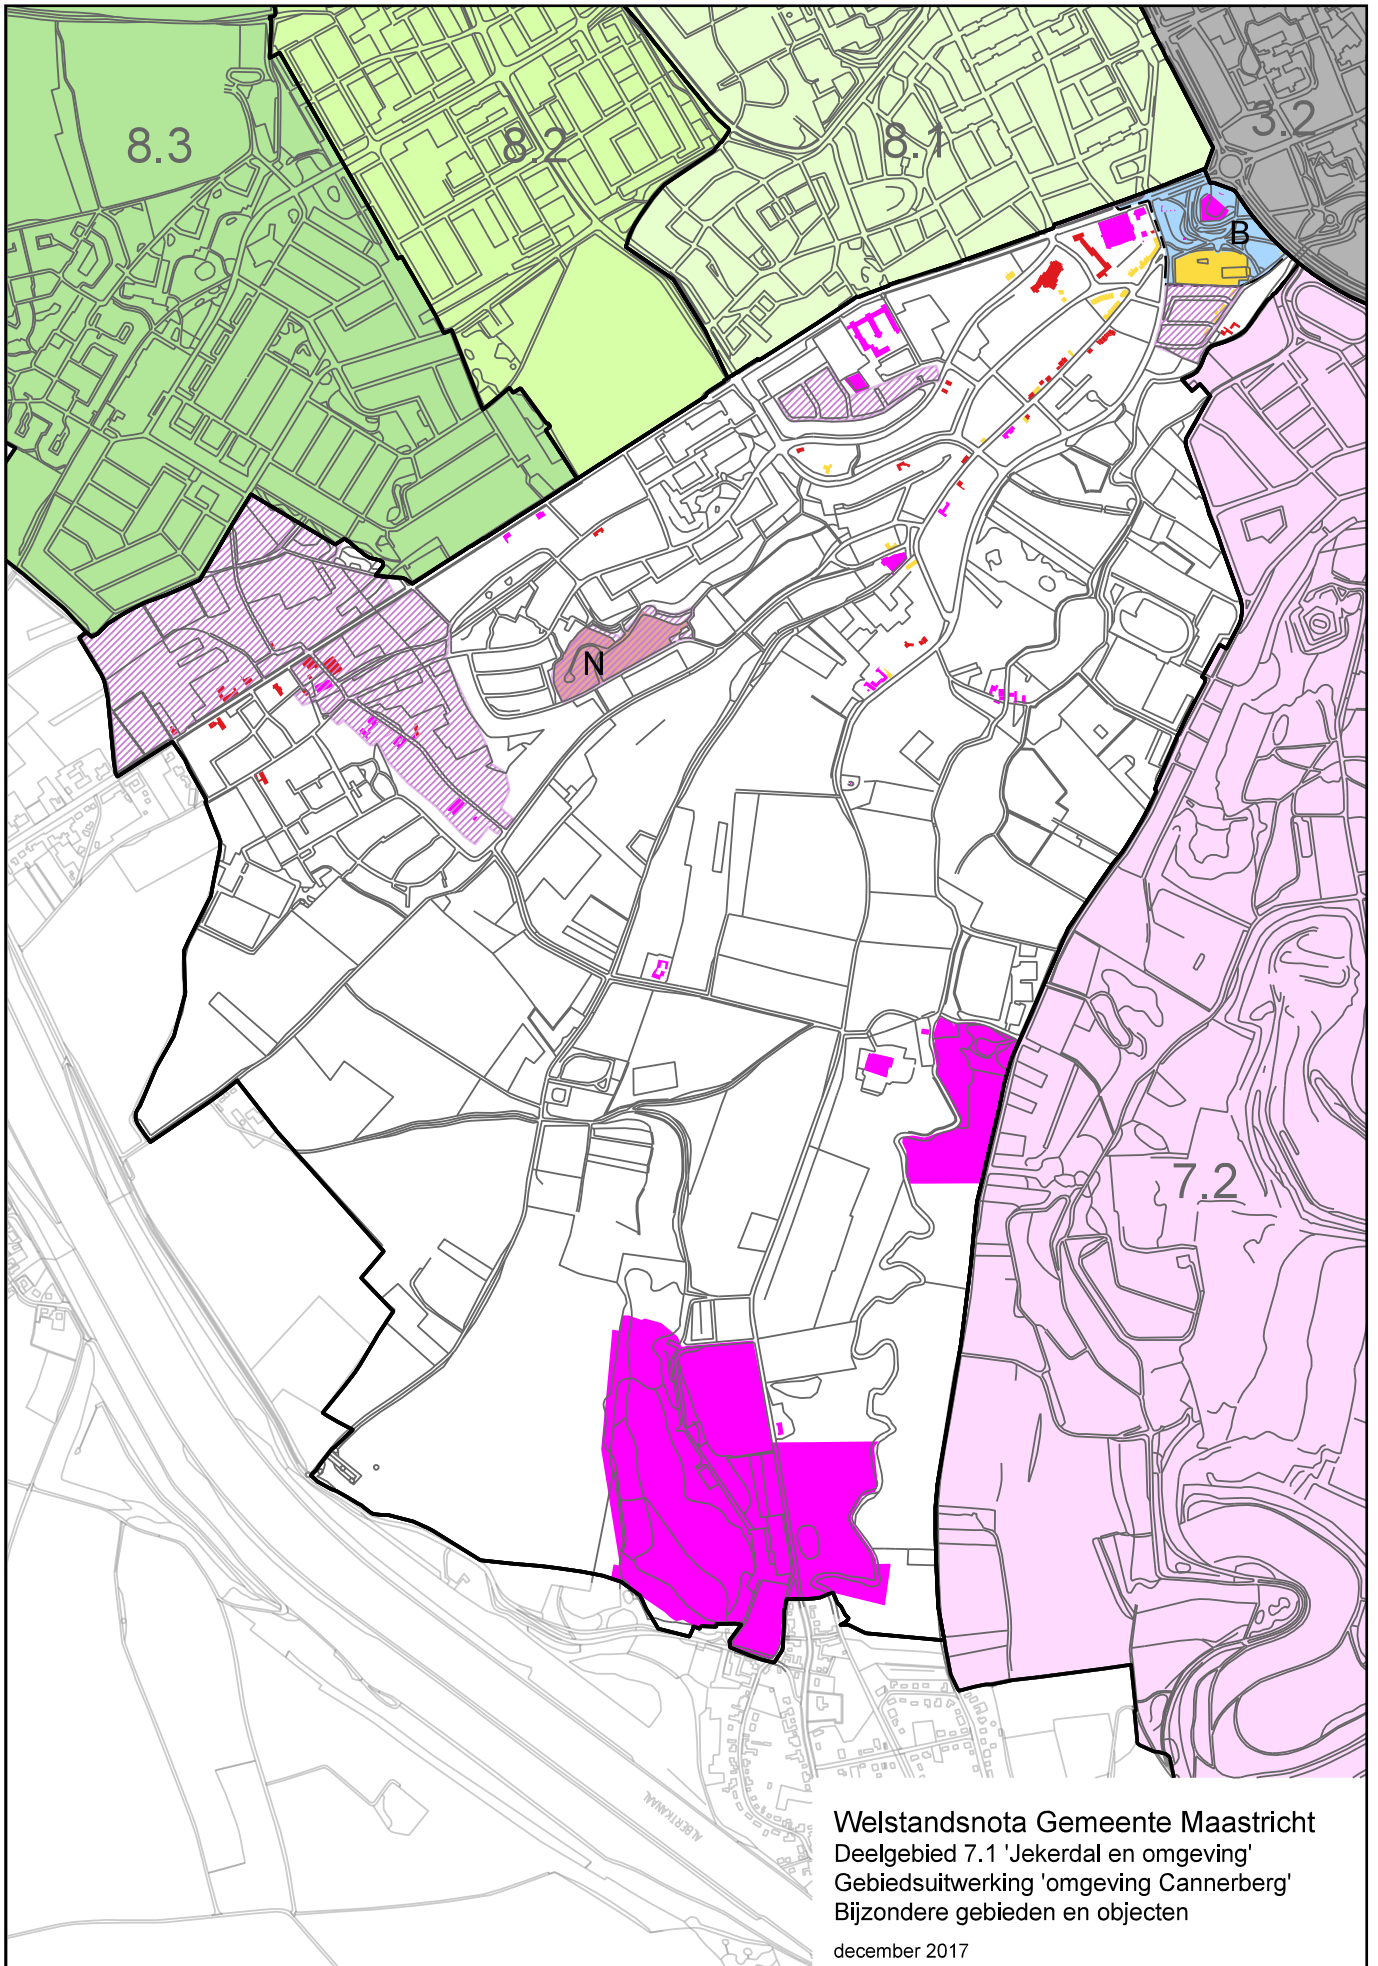 8.3
8.2
8.1
3.2
B
N
7.2
ALBERTKANAAL
Welstandsnota Gemeente Maastricht
Deelgebied 7.1 'Jekerdal en omgeving'
Gebiedsuitwerking 'omgeving Cannerberg'
Bijzondere gebieden en objecten
december 2017